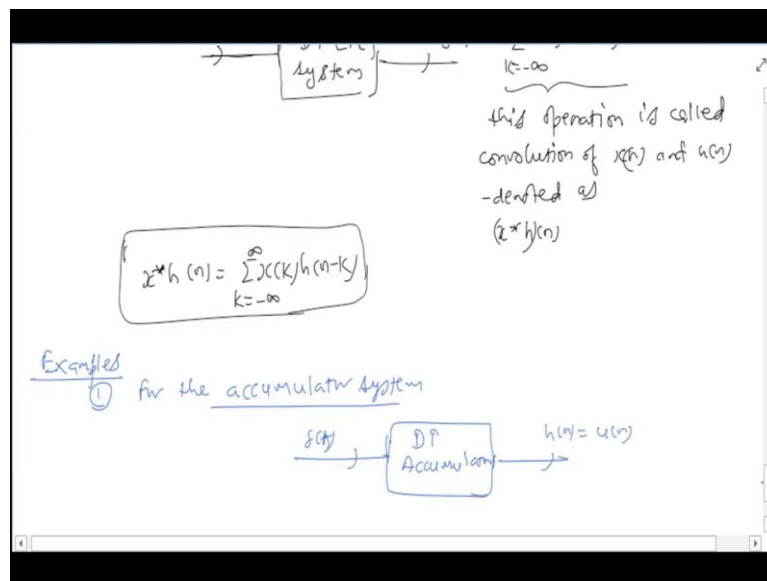 system
k=-∞
this operation is called
convolution of x(n) and h(n)
-denoted as
(x*h)(n)
x*h (n) = ∞∑k=-∞ x(k) h(n-k)
Examples
① for the accumulator system
δ(n)
DT
Accumulator
h(n) = u(n)